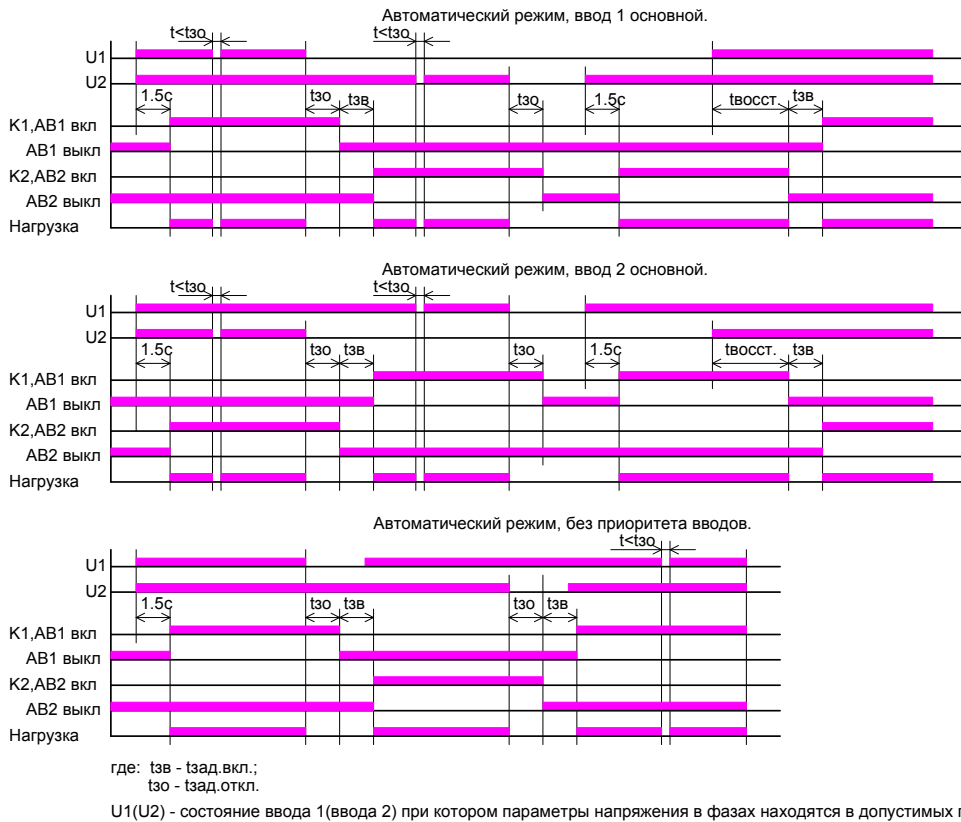 Автоматический режим, ввод 1 основной.
t<tзо t<tзо
U1
U2
1.5с tзо tзв tзо 1.5с tвосст. tзв
K1,AB1 вкл
AB1 выкл
K2,AB2 вкл
AB2 выкл
Нагрузка
Автоматический режим, ввод 2 основной.
t<tзо t<tзо
U1
U2
1.5с tзо tзв tзо 1.5с tвосст. tзв
K1,AB1 вкл
AB1 выкл
K2,AB2 вкл
AB2 выкл
Нагрузка
Автоматический режим, без приоритета вводов.
t<tзо
U1
U2
1.5с tзо tзв tзо tзв
K1,AB1 вкл
AB1 выкл
K2,AB2 вкл
AB2 выкл
Нагрузка
где: tзв - tзад.вкл.;
tзо - tзад.откл.
U1(U2) - состояние ввода 1(ввода 2) при котором параметры напряжения в фазах находятся в допустимых